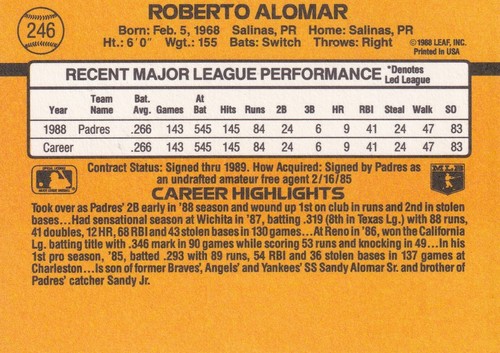 246
ROBERTO ALOMAR
Born: Feb. 5, 1968 Salinas, PR Home: Salinas, PR
Ht.: 6'0" Wgt.: 155 Bats: Switch Throws: Right
©1988 LEAF, INC.
Printed in USA
RECENT MAJOR LEAGUE PERFORMANCE *Denotes Led League
Year Team Name Bat. Avg. Games At Bat Hits Runs 2B 3B HR RBI Steal Walk SO
1988 Padres .266 143 545 145 84 24 6 9 41 24 47 83
Career .266 143 545 145 84 24 6 9 41 24 47 83
Contract Status: Signed thru 1989. How Acquired: Signed by Padres as
an undrafted amateur free agent 2/16/85
MLB
CAREER HIGHLIGHTS
Took over as Padres' 2B early in '88 season and wound up 1st on club in runs and 2nd in stolen
bases...Had sensational season at Wichita in '87, batting .319 (8th in Texas Lg.) with 88 runs,
41 doubles, 12 HR, 68 RBI and 43 stolen bases in 130 games...At Reno in '86, won the California
Lg. batting title with .346 mark in 90 games while scoring 53 runs and knocking in 49...In his
1st pro season, '85, batted .293 with 89 runs, 54 RBI and 36 stolen bases in 137 games at
Charleston...Is son of former Braves', Angels' and Yankees' SS Sandy Alomar Sr. and brother of
Padres' catcher Sandy Jr.